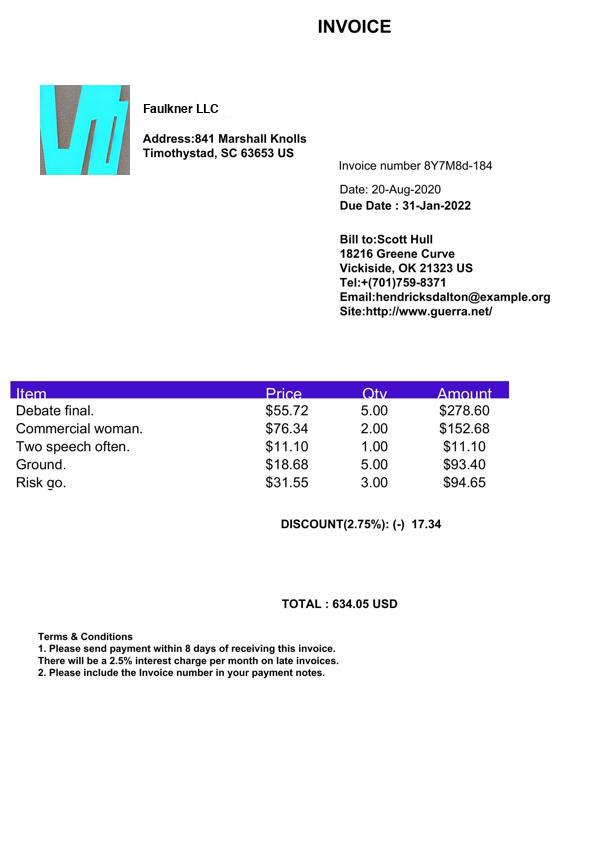 INVOICE
Faulkner LLC
Address:841 Marshall Knolls
Timothystad, SC 63653 US
Invoice number 8Y7M8d-184
Date: 20-Aug-2020
Due Date : 31-Jan-2022
Bill to:Scott Hull
18216 Greene Curve
Vickiside, OK 21323 US
Tel:+(701)759-8371
Email:hendricksdalton@example.org
Site:http://www.guerra.net/
Item Price Qty Amount
Debate final. $55.72 5.00 $278.60
Commercial woman. $76.34 2.00 $152.68
Two speech often. $11.10 1.00 $11.10
Ground. $18.68 5.00 $93.40
Risk go. $31.55 3.00 $94.65
DISCOUNT(2.75%): (-) 17.34
TOTAL : 634.05 USD
Terms & Conditions
1. Please send payment within 8 days of receiving this invoice.
There will be a 2.5% interest charge per month on late invoices.
2. Please include the Invoice number in your payment notes.